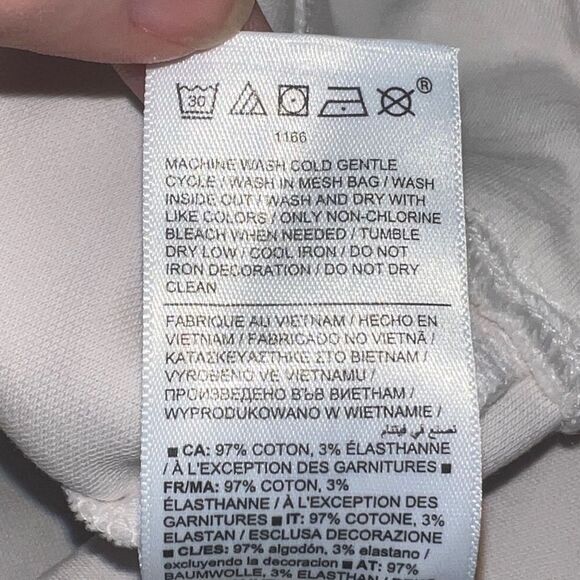 30 ®
1166
MACHINE WASH COLD GENTLE
CYCLE / WASH IN MESH BAG / WASH
INSIDE OUT / WASH AND DRY WITH
LIKE COLORS / ONLY NON-CHLORINE
BLEACH WHEN NEEDED / TUMBLE
DRY LOW / COOL IRON / DO NOT
IRON DECORATION / DO NOT DRY
CLEAN
FABRIQUE AU VIETNAM / HECHO EN
VIETNAM / FABRICADO NO VIETNÃ /
ΚΑΤΑΣΚΕΥΑΣΤΗΚΕ ΣΤΟ ΒΙΕΤΝΑΜ /
VYROBENO VE VIETNAMU /
ПРОИЗВЕДЕНО ВЪВ ВИЕТНАМ /
WYPRODUKOWANO W WIETNAMIE /
تصنع في فيتنام
■ CA: 97% COTON, 3% ÉLASTHANNE
/ À L'EXCEPTION DES GARNITURES ■
FR/MA: 97% COTON, 3%
ÉLASTHANNE / À L'EXCEPTION DES
GARNITURES ■ IT: 97% COTONE, 3%
ELASTAN / ESCLUSA DECORAZIONE
■ CL/ES: 97% algodón, 3% elastano /
excluyendo la decoracion ■ AT: 97%
BAUMWOLLE, 3% ELASTHAN /